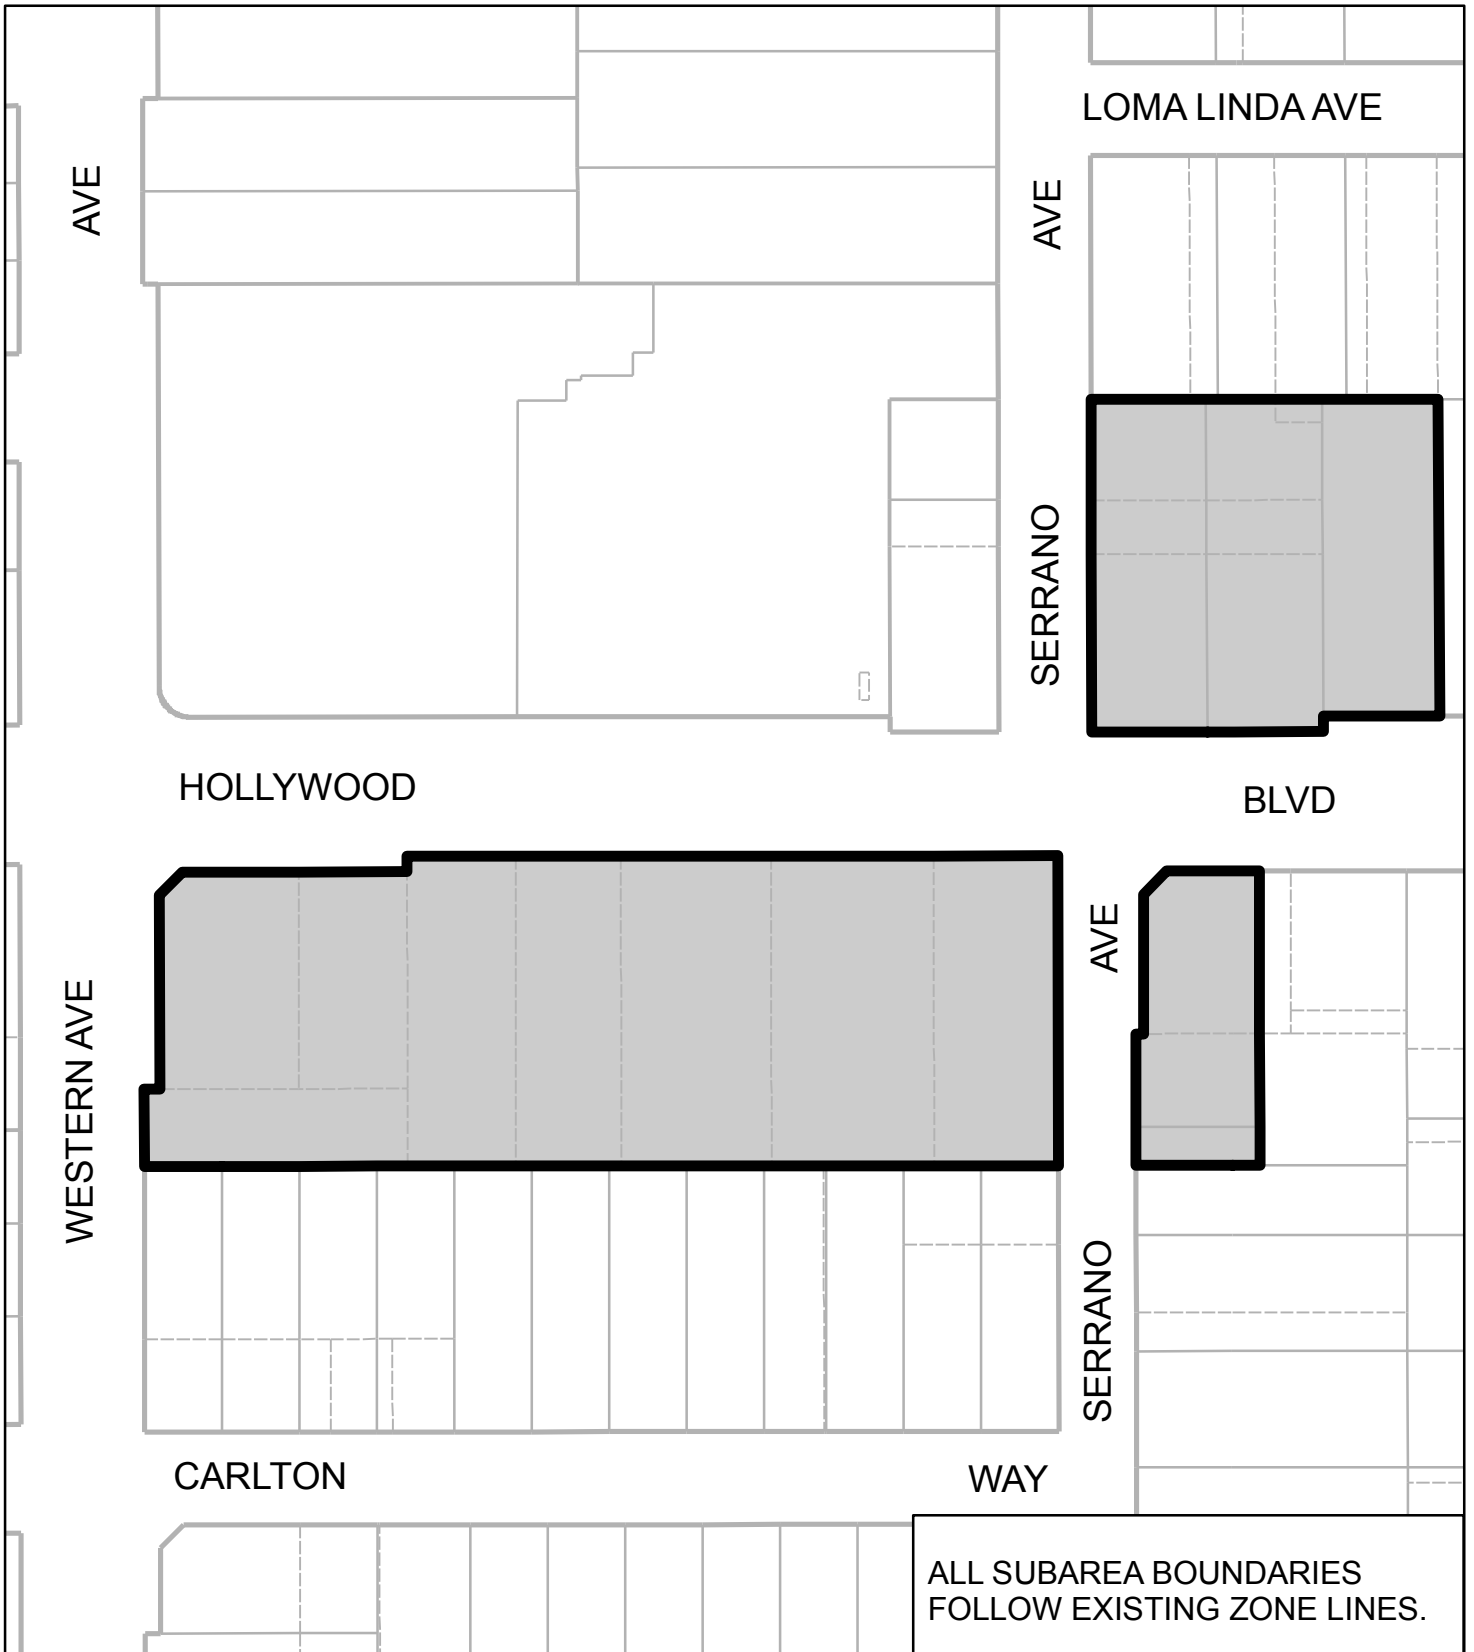 LOMA LINDA AVE
AVE
AVE
SERRANO
HOLLYWOOD
BLVD
AVE
WESTERN AVE
SERRANO
CARLTON
WAY
ALL SUBAREA BOUNDARIES
FOLLOW EXISTING ZONE LINES.